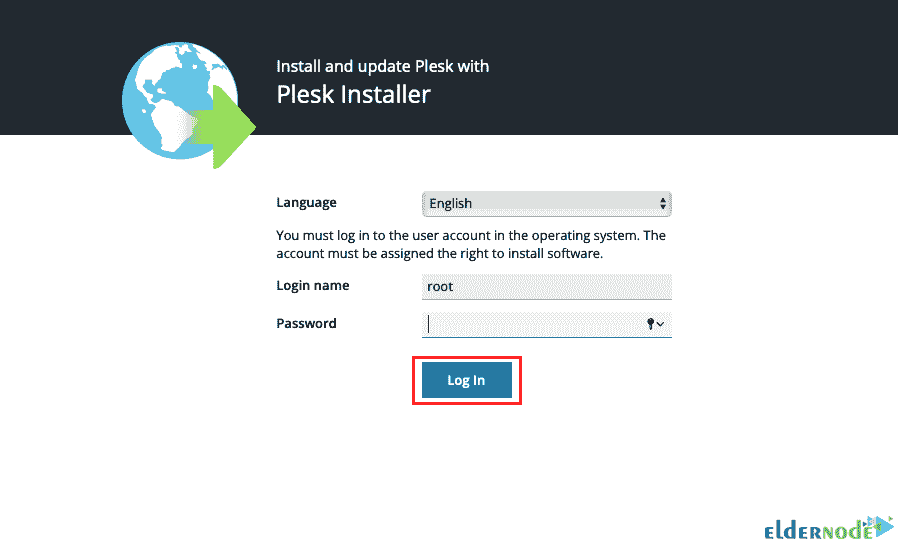 Install and update Plesk with
Plesk Installer
Language
English
You must log in to the user account in the operating system. The
account must be assigned the right to install software.
Login name
root
Password
Log In
ELDERNODE